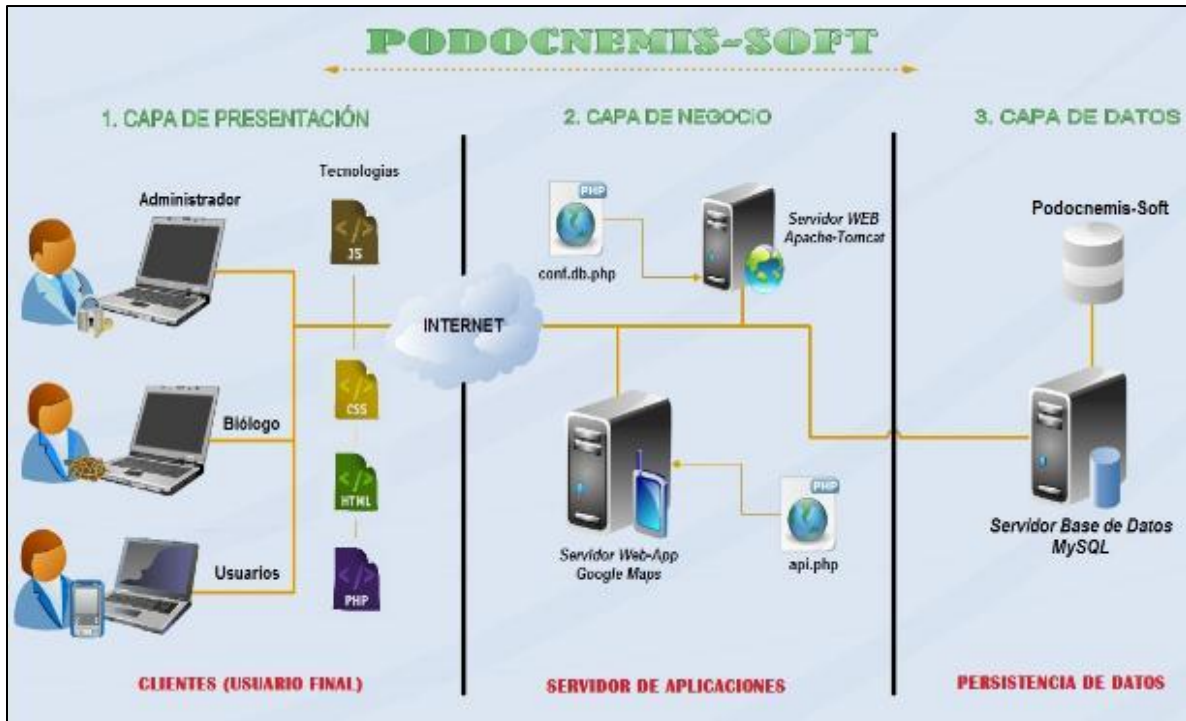 PODOCNEMIS-SOFT
1. CAPA DE PRESENTACIÓN
Tecnologias
Administrador
</>
JS
Biólogo
</>
CSS
</>
HTML
Usuarios
</>
PHP
CLIENTES (USUARIO FINAL)
INTERNET
2. CAPA DE NEGOCIO
PHP
conf.db.php
Servidor WEB
Apache-Tomcat
Servidor Web-App
Google Maps
PHP
api.php
SERVIDOR DE APLICACIONES
3. CAPA DE DATOS
Podocnemis-Soft
Servidor Base de Datos
MySQL
PERSISTENCIA DE DATOS